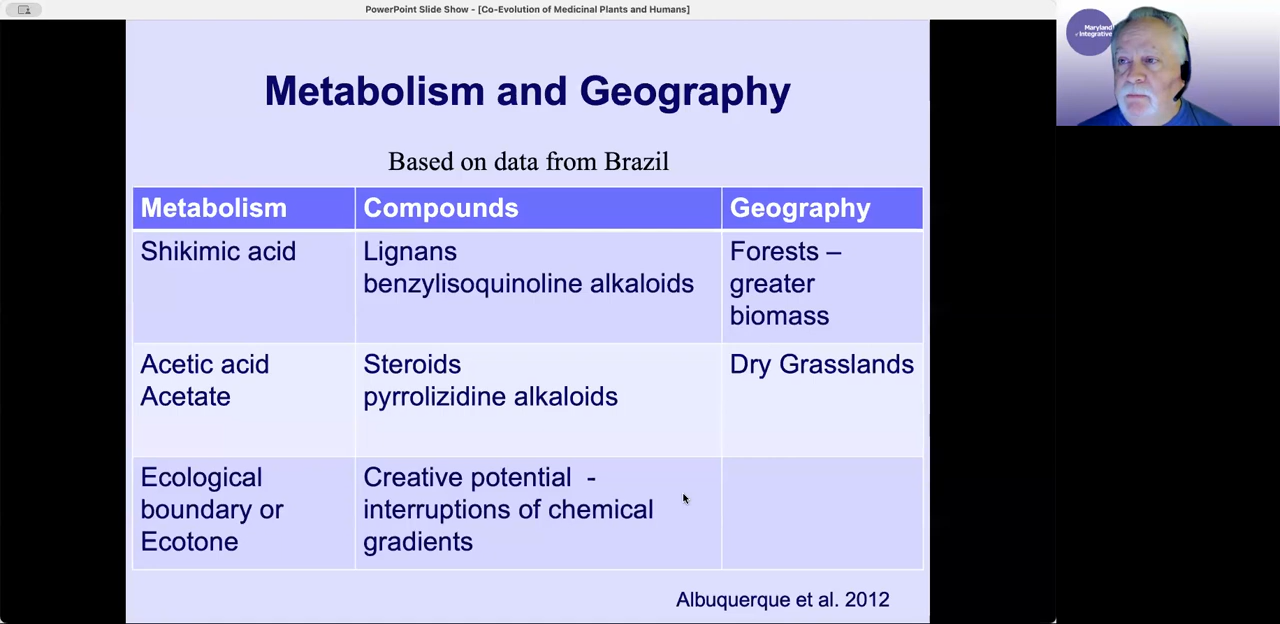 PowerPoint Slide Show - [Co-Evolution of Medicinal Plants and Humans]
Maryland
Integrative
Metabolism and Geography
Based on data from Brazil
Metabolism Compounds Geography
Shikimic acid Lignans Forests –
benzylisoquinoline alkaloids greater
biomass
Acetic acid Steroids Dry Grasslands
Acetate pyrrolizidine alkaloids
Ecological Creative potential -
boundary or interruptions of chemical
Ecotone gradients
Albuquerque et al. 2012